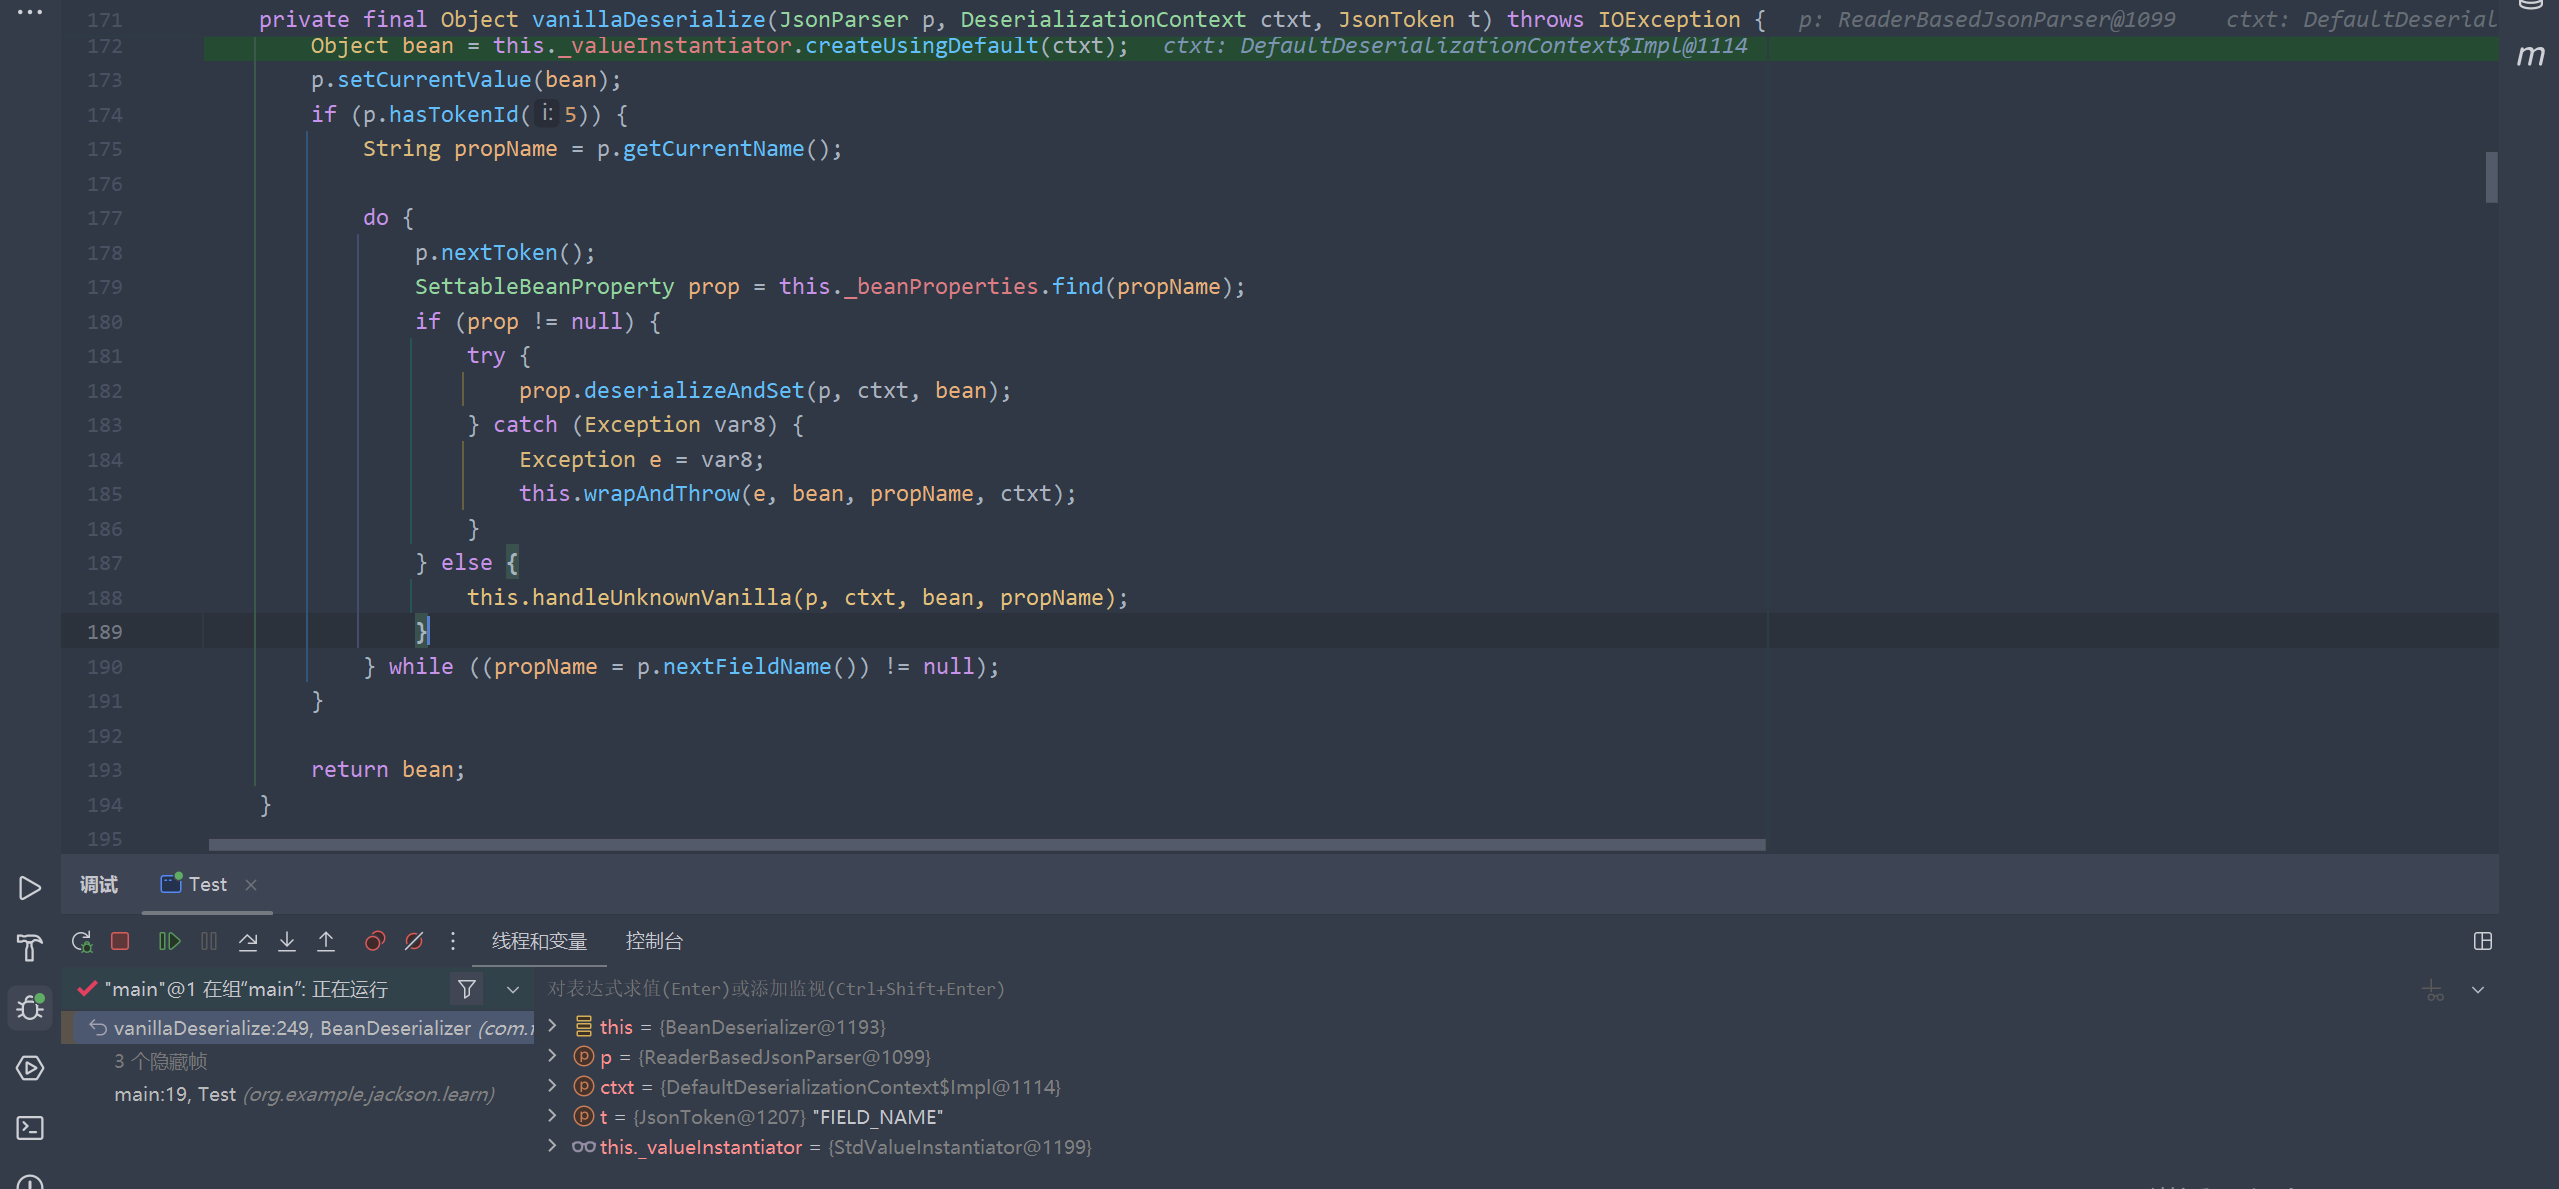 171 private final Object vanillaDeserialize(JsonParser p, DeserializationContext ctxt, JsonToken t) throws IOException { p: ReaderBasedJsonParser@1099 ctxt: DefaultDeserial
172 Object bean = this._valueInstantiator.createUsingDefault(ctxt); ctxt: DefaultDeserializationContext$Impl@1114
173 p.setCurrentValue(bean);
174 if (p.hasTokenId( i: 5)) {
175 String propName = p.getCurrentName();
176
177 do {
178 p.nextToken();
179 SettableBeanProperty prop = this._beanProperties.find(propName);
180 if (prop != null) {
181 try {
182 prop.deserializeAndSet(p, ctxt, bean);
183 } catch (Exception var8) {
184 Exception e = var8;
185 this.wrapAndThrow(e, bean, propName, ctxt);
186 }
187 } else {
188 this.handleUnknownVanilla(p, ctxt, bean, propName);
189 }
190 } while ((propName = p.nextFieldName()) != null);
191 }
192
193 return bean;
194 }
195
m
调试 Test
线程和变量 控制台
"main"@1 在组“main”: 正在运行
对表达式求值(Enter)或添加监视(Ctrl+Shift+Enter)
vanillaDeserialize:249, BeanDeserializer (com.f
3 个隐藏帧
main:19, Test (org.example.jackson.learn)
this = {BeanDeserializer@1193}
p p = {ReaderBasedJsonParser@1099}
p ctxt = {DefaultDeserializationContext$Impl@1114}
p t = {JsonToken@1207} "FIELD_NAME"
this._valueInstantiator = {StdValueInstantiator@1199}